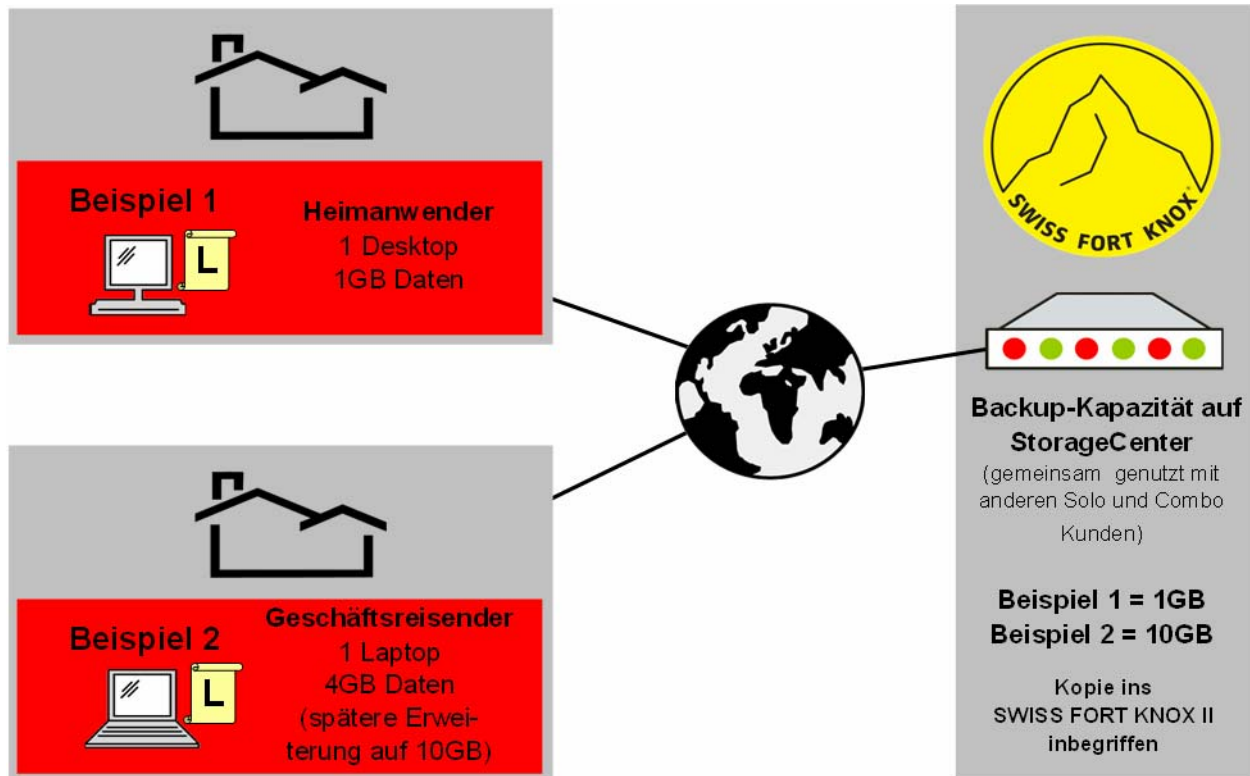 Beispiel 1
L
Heimanwender
1 Desktop
1GB Daten
Beispiel 2
L
Geschäftsreisender
1 Laptop
4GB Daten
(spätere Erwei-
terung auf 10GB)
SWISS FORT KNOX
Backup-Kapazität auf
StorageCenter
(gemeinsam genutzt mit
anderen Solo und Combo
Kunden)
Beispiel 1 = 1GB
Beispiel 2 = 10GB
Kopie ins
SWISS FORT KNOX II
inbegriffen